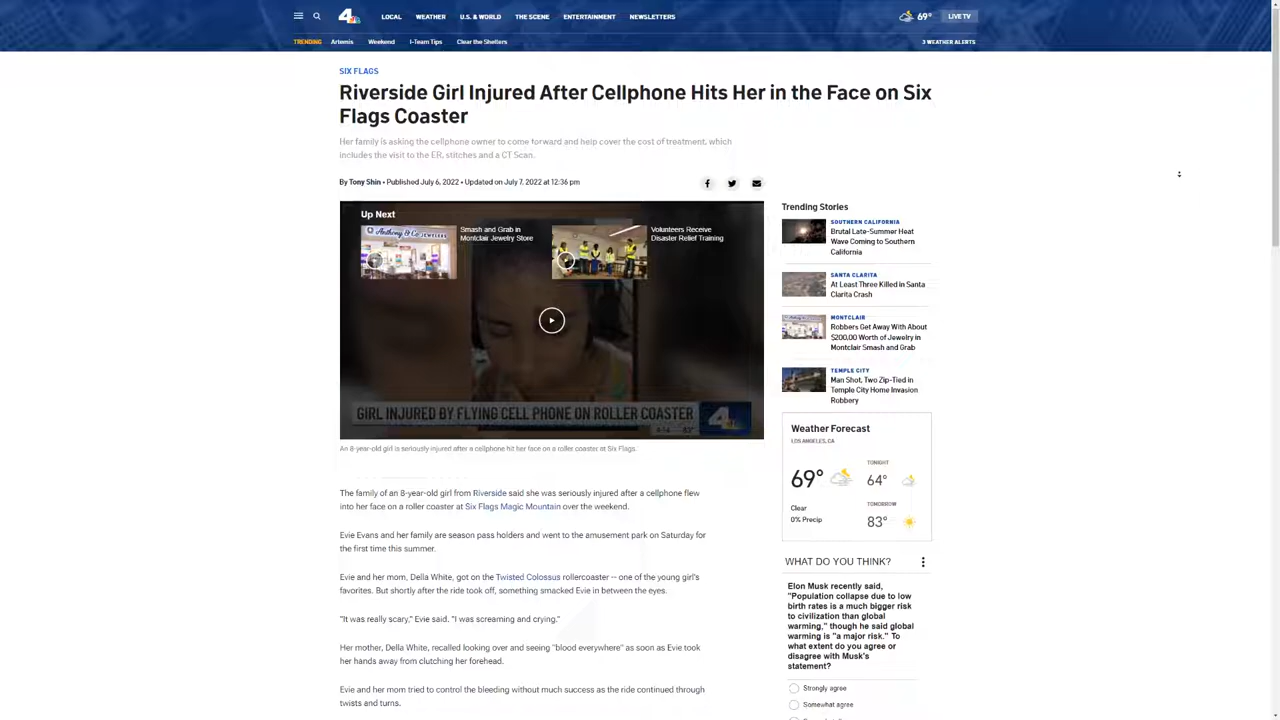 4
LOCAL
WEATHER
U.S. & WORLD
THE SCENE
ENTERTAINMENT
NEWSLETTERS
69°
LIVE TV
TRENDING
Artemis
Weekend
I-Team Tips
Clear the Shelters
3 WEATHER ALERTS
SIX FLAGS
Riverside Girl Injured After Cellphone Hits Her in the Face on Six
Flags Coaster
Her family is asking the cellphone owner to come forward and help cover the cost of treatment, which
includes the visit to the ER, stitches and a CT Scan.
By Tony Shin • Published July 6, 2022 • Updated on July 7, 2022 at 12:36 pm
Up Next
Smash and Grab in
Montclair Jewelry Store
Volunteers Receive
Disaster Relief Training
Anthony & Co JEWELERS
GIRL INJURED BY FLYING CELL PHONE ON ROLLER COASTER
4
An 8-year-old girl is seriously injured after a cellphone hit her face on a roller coaster at Six Flags.
The family of an 8-year-old girl from Riverside said she was seriously injured after a cellphone flew
into her face on a roller coaster at Six Flags Magic Mountain over the weekend.
Evie Evans and her family are season pass holders and went to the amusement park on Saturday for
the first time this summer.
Evie and her mom, Della White, got on the Twisted Colossus rollercoaster -- one of the young girl's
favorites. But shortly after the ride took off, something smacked Evie in between the eyes.
"It was really scary," Evie said. "I was screaming and crying."
Her mother, Della White, recalled looking over and seeing "blood everywhere" as soon as Evie took
her hands away from clutching her forehead.
Evie and her mom tried to control the bleeding without much success as the ride continued through
twists and turns.
Trending Stories
SOUTHERN CALIFORNIA
Brutal Late-Summer Heat
Wave Coming to Southern
California
SANTA CLARITA
At Least Three Killed in Santa
Clarita Crash
MONTCLAIR
Robbers Get Away With About
$200,00 Worth of Jewelry in
Montclair Smash and Grab
TEMPLE CITY
Man Shot, Two Zip-Tied in
Temple City Home Invasion
Robbery
Weather Forecast
LOS ANGELES, CA
69°
Clear
0% Precip
TONIGHT
64°
TOMORROW
83°
WHAT DO YOU THINK?
Elon Musk recently said,
"Population collapse due to low
birth rates is a much bigger risk
to civilization than global
warming," though he said global
warming is "a major risk." To
what extent do you agree or
disagree with Musk's
statement?
Strongly agree
Somewhat agree